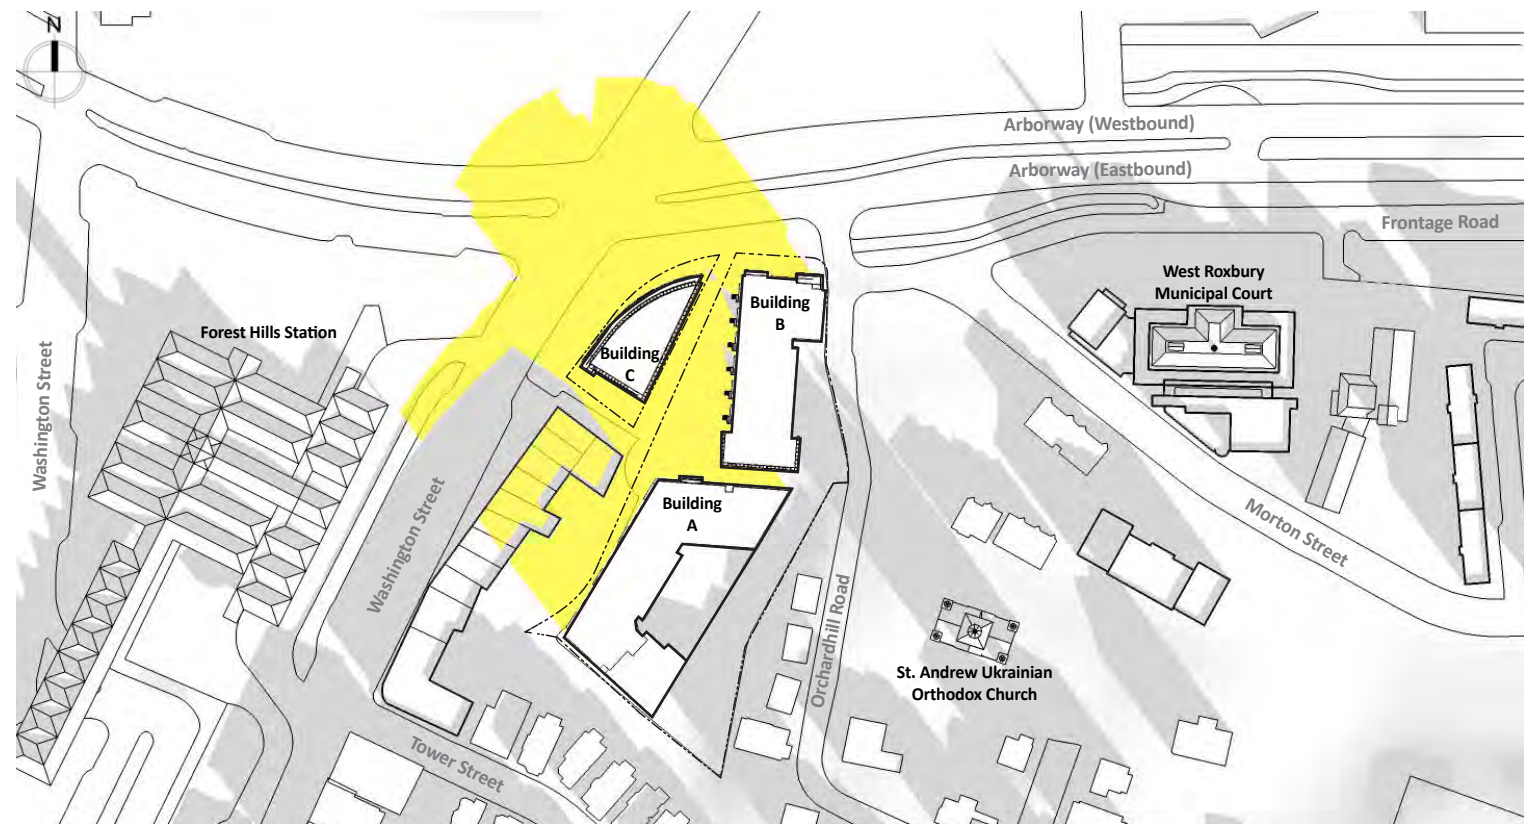 N
Arborway (Westbound)
Arborway (Eastbound)
Frontage Road
West Roxbury
Municipal Court
Forest Hills Station
Building
B
Building
C
Washington Street
Building
A
Washington Street
Morton Street
Orchardhill Road
St. Andrew Ukrainian
Orthodox Church
Tower Street